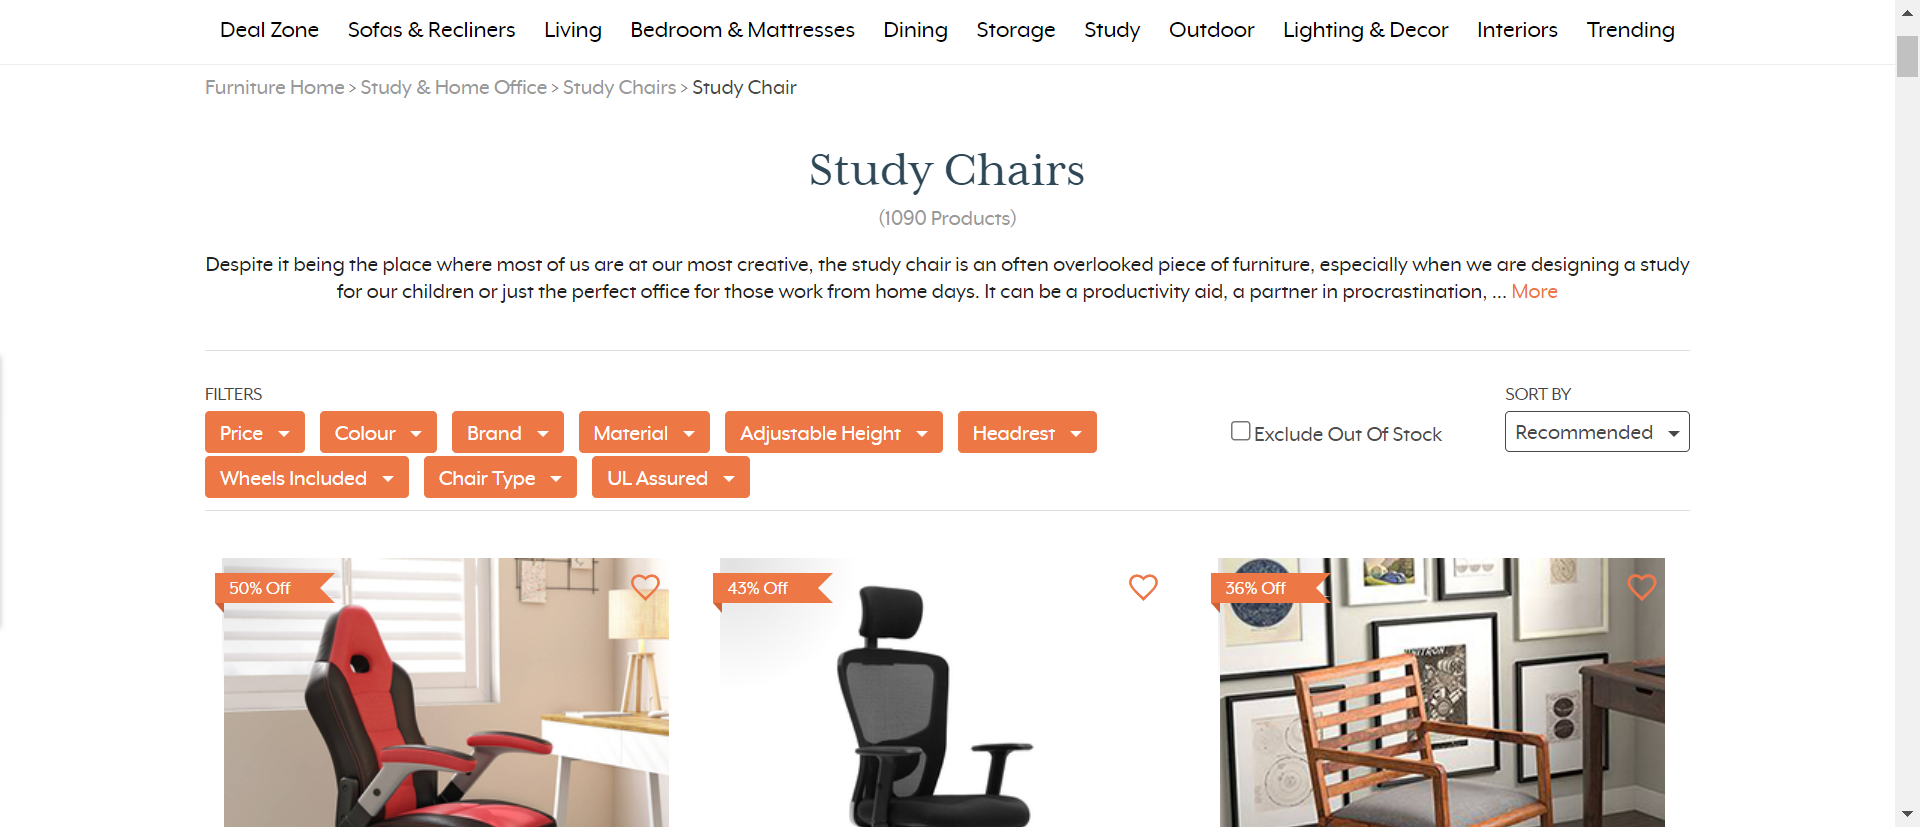 Deal Zone Sofas & Recliners Living Bedroom & Mattresses Dining Storage Study Outdoor Lighting & Decor Interiors Trending
Furniture Home > Study & Home Office > Study Chairs > Study Chair
Study Chairs
(1090 Products)
Despite it being the place where most of us are at our most creative, the study chair is an often overlooked piece of furniture, especially when we are designing a study
for our children or just the perfect office for those work from home days. It can be a productivity aid, a partner in procrastination, ... More
FILTERS
SORT BY
Price Colour Brand Material Adjustable Height Headrest
Exclude Out Of Stock
Recommended
Wheels Included Chair Type UL Assured
50% Off
43% Off
36% Off